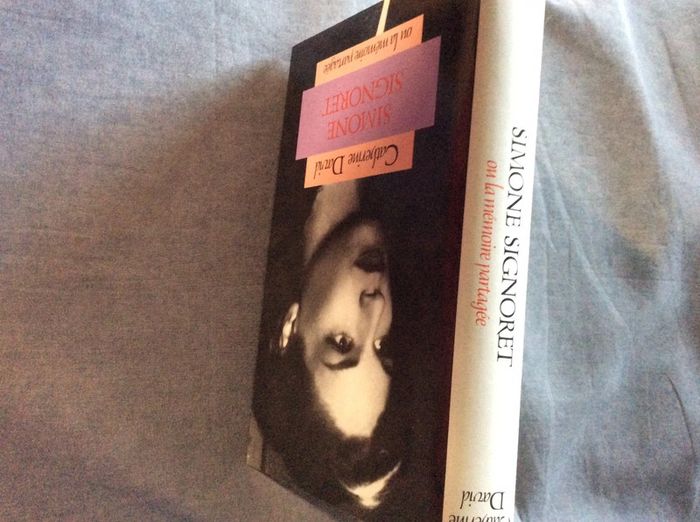 Catherine David
SIMONE
SIGNORET
ou la mémoire partagée
SIMONE SIGNORET
ou la mémoire partagée
Catherine
David